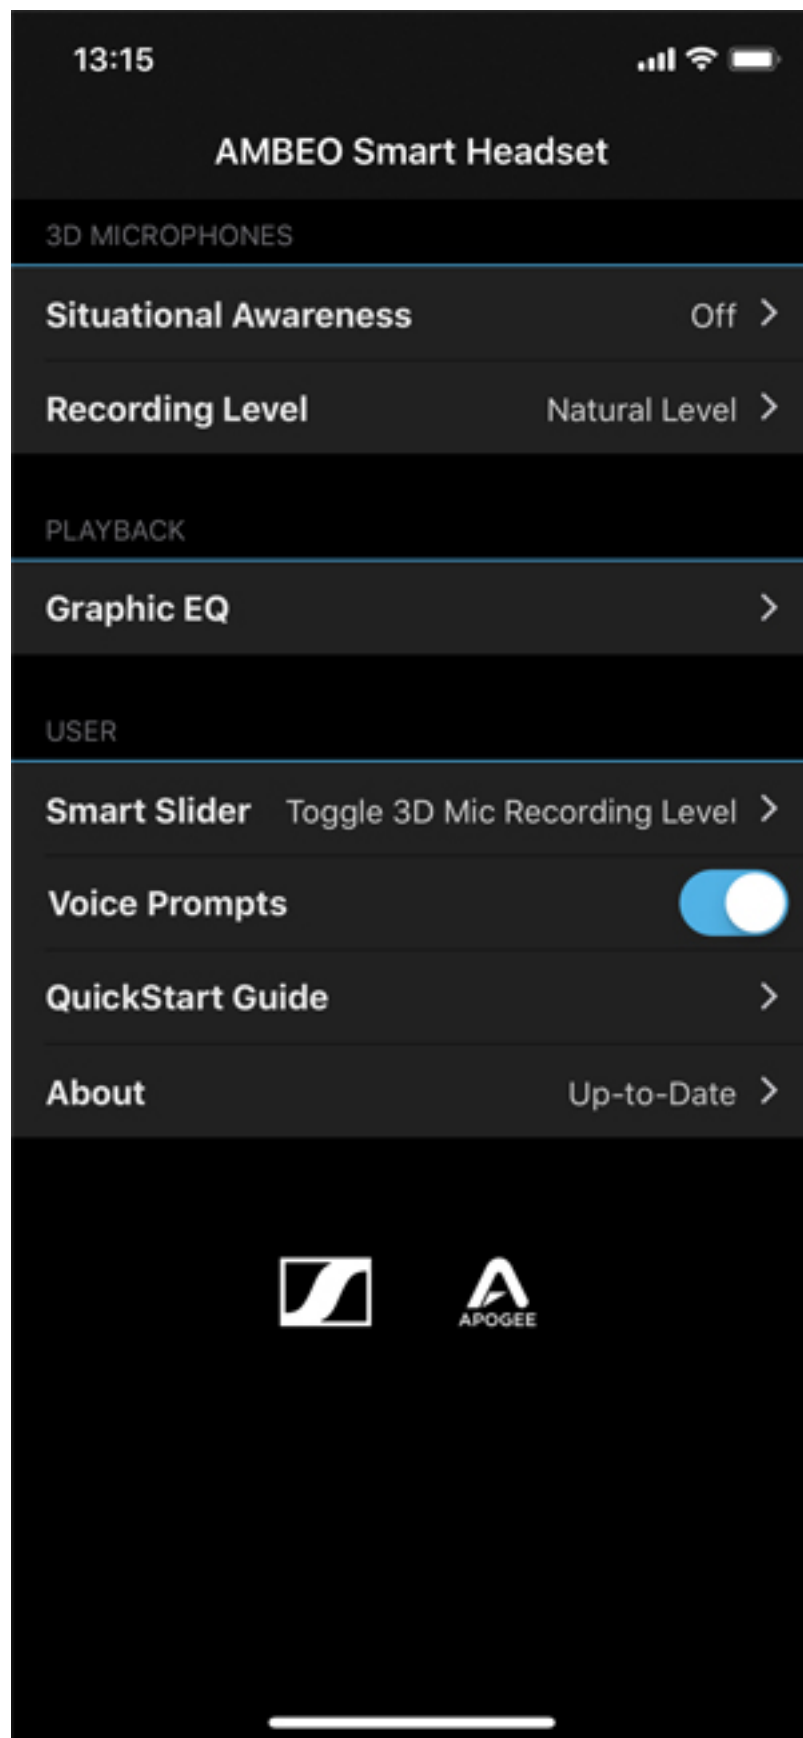 13:15
AMBEO Smart Headset
3D MICROPHONES
Situational Awareness Off
Recording Level Natural Level
PLAYBACK
Graphic EQ
USER
Smart Slider Toggle 3D Mic Recording Level
Voice Prompts
QuickStart Guide
About Up-to-Date
APOGEE